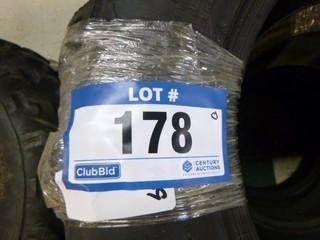 LOT #
178
ClubBid
CENTURY
AUCTIONS